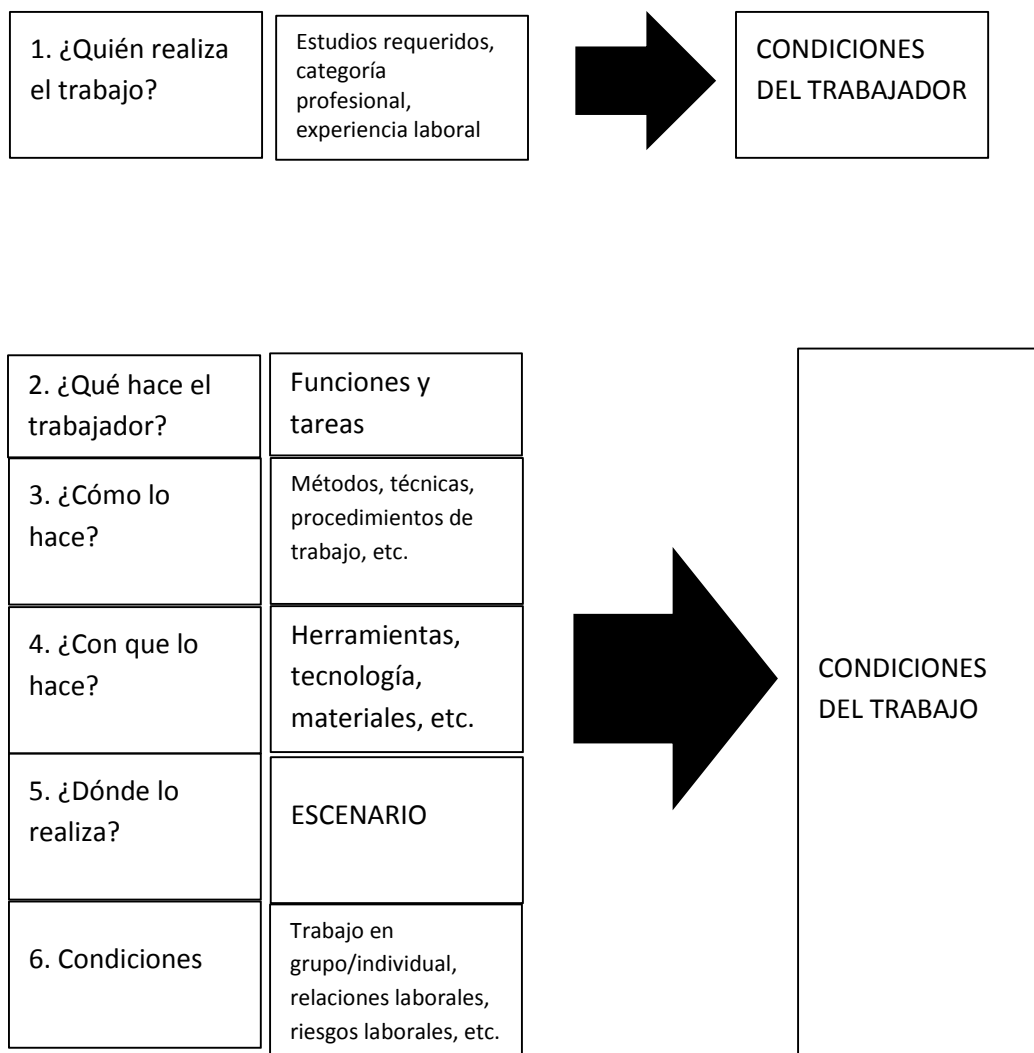 1. ¿Quién realiza
el trabajo?
Estudios requeridos,
categoría
profesional,
experiencia laboral
CONDICIONES
DEL TRABAJADOR
2. ¿Qué hace el
trabajador?
Funciones y
tareas
3. ¿Cómo lo
hace?
Métodos, técnicas,
procedimientos de
trabajo, etc.
4. ¿Con que lo
hace?
Herramientas,
tecnología,
materiales, etc.
5. ¿Dónde lo
realiza?
ESCENARIO
6. Condiciones
Trabajo en
grupo/individual,
relaciones laborales,
riesgos laborales, etc.
CONDICIONES
DEL TRABAJO